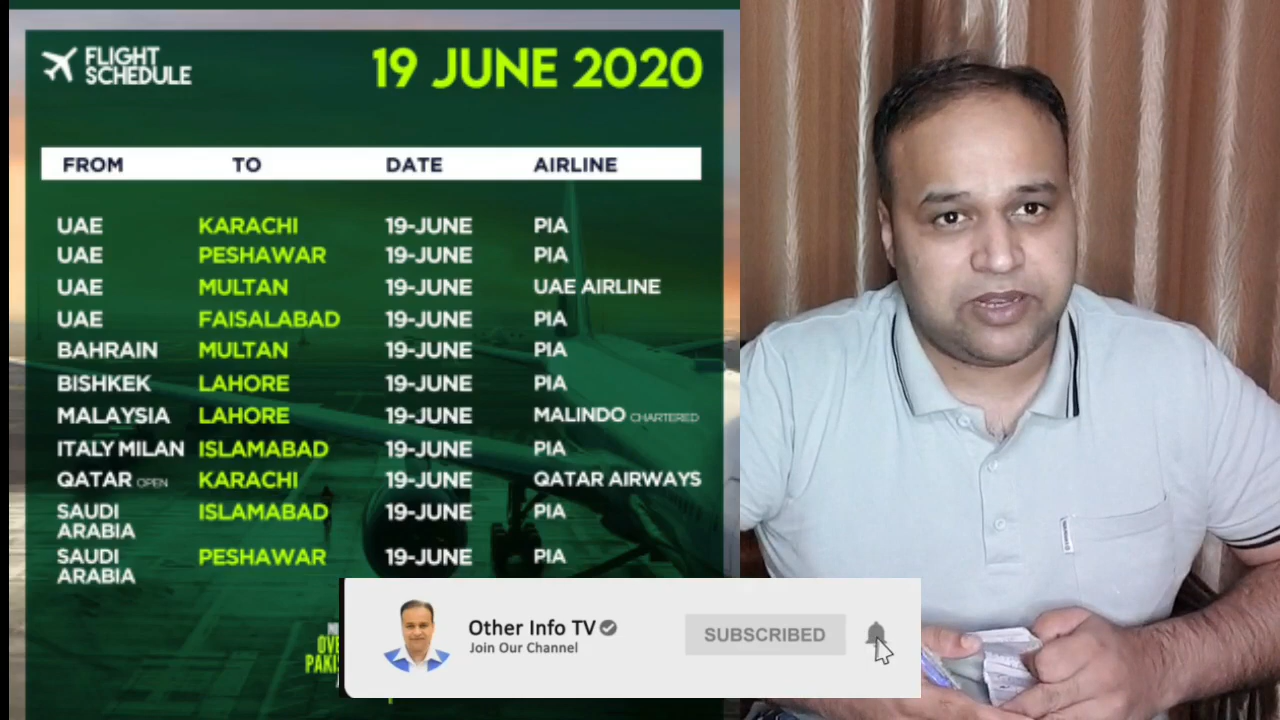 FLIGHT
SCHEDULE
19 JUNE 2020
FROM TO DATE AIRLINE
UAE KARACHI 19-JUNE PIA
UAE PESHAWAR 19-JUNE PIA
UAE MULTAN 19-JUNE UAE AIRLINE
UAE FAISALABAD 19-JUNE PIA
BAHRAIN MULTAN 19-JUNE PIA
BISHKEK LAHORE 19-JUNE PIA
MALAYSIA LAHORE 19-JUNE MALINDO CHARTERED
ITALY MILAN ISLAMABAD 19-JUNE PIA
QATAR OPEN KARACHI 19-JUNE QATAR AIRWAYS
SAUDI ISLAMABAD 19-JUNE PIA
ARABIA
SAUDI PESHAWAR 19-JUNE PIA
ARABIA
Other Info TV
Join Our Channel
SUBSCRIBED